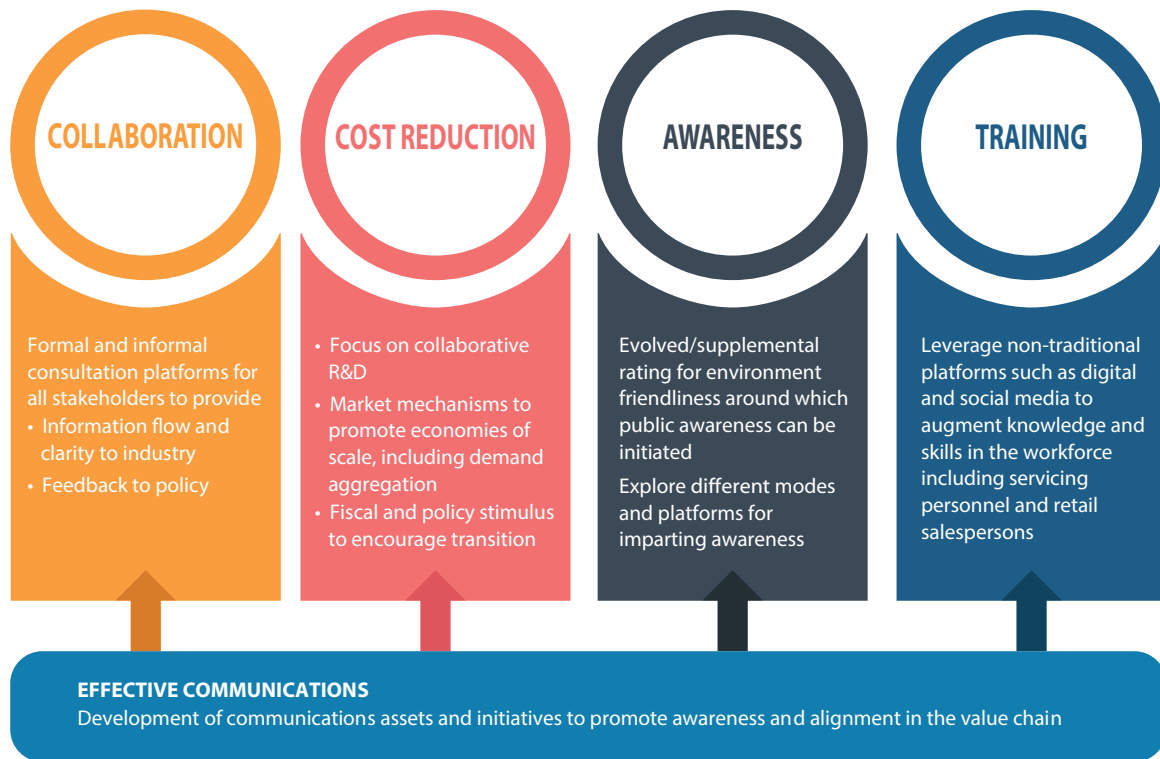 COLLABORATION
Formal and informal
consultation platforms for
all stakeholders to provide
• Information flow and
clarity to industry
• Feedback to policy
COST REDUCTION
• Focus on collaborative
R&D
• Market mechanisms to
promote economies of
scale, including demand
aggregation
• Fiscal and policy stimulus
to encourage transition
AWARENESS
Evolved/supplemental
rating for environment
friendliness around which
public awareness can be
initiated
Explore different modes
and platforms for
imparting awareness
TRAINING
Leverage non-traditional
platforms such as digital
and social media to
augment knowledge and
skills in the workforce
including servicing
personnel and retail
salespersons
EFFECTIVE COMMUNICATIONS
Development of communications assets and initiatives to promote awareness and alignment in the value chain